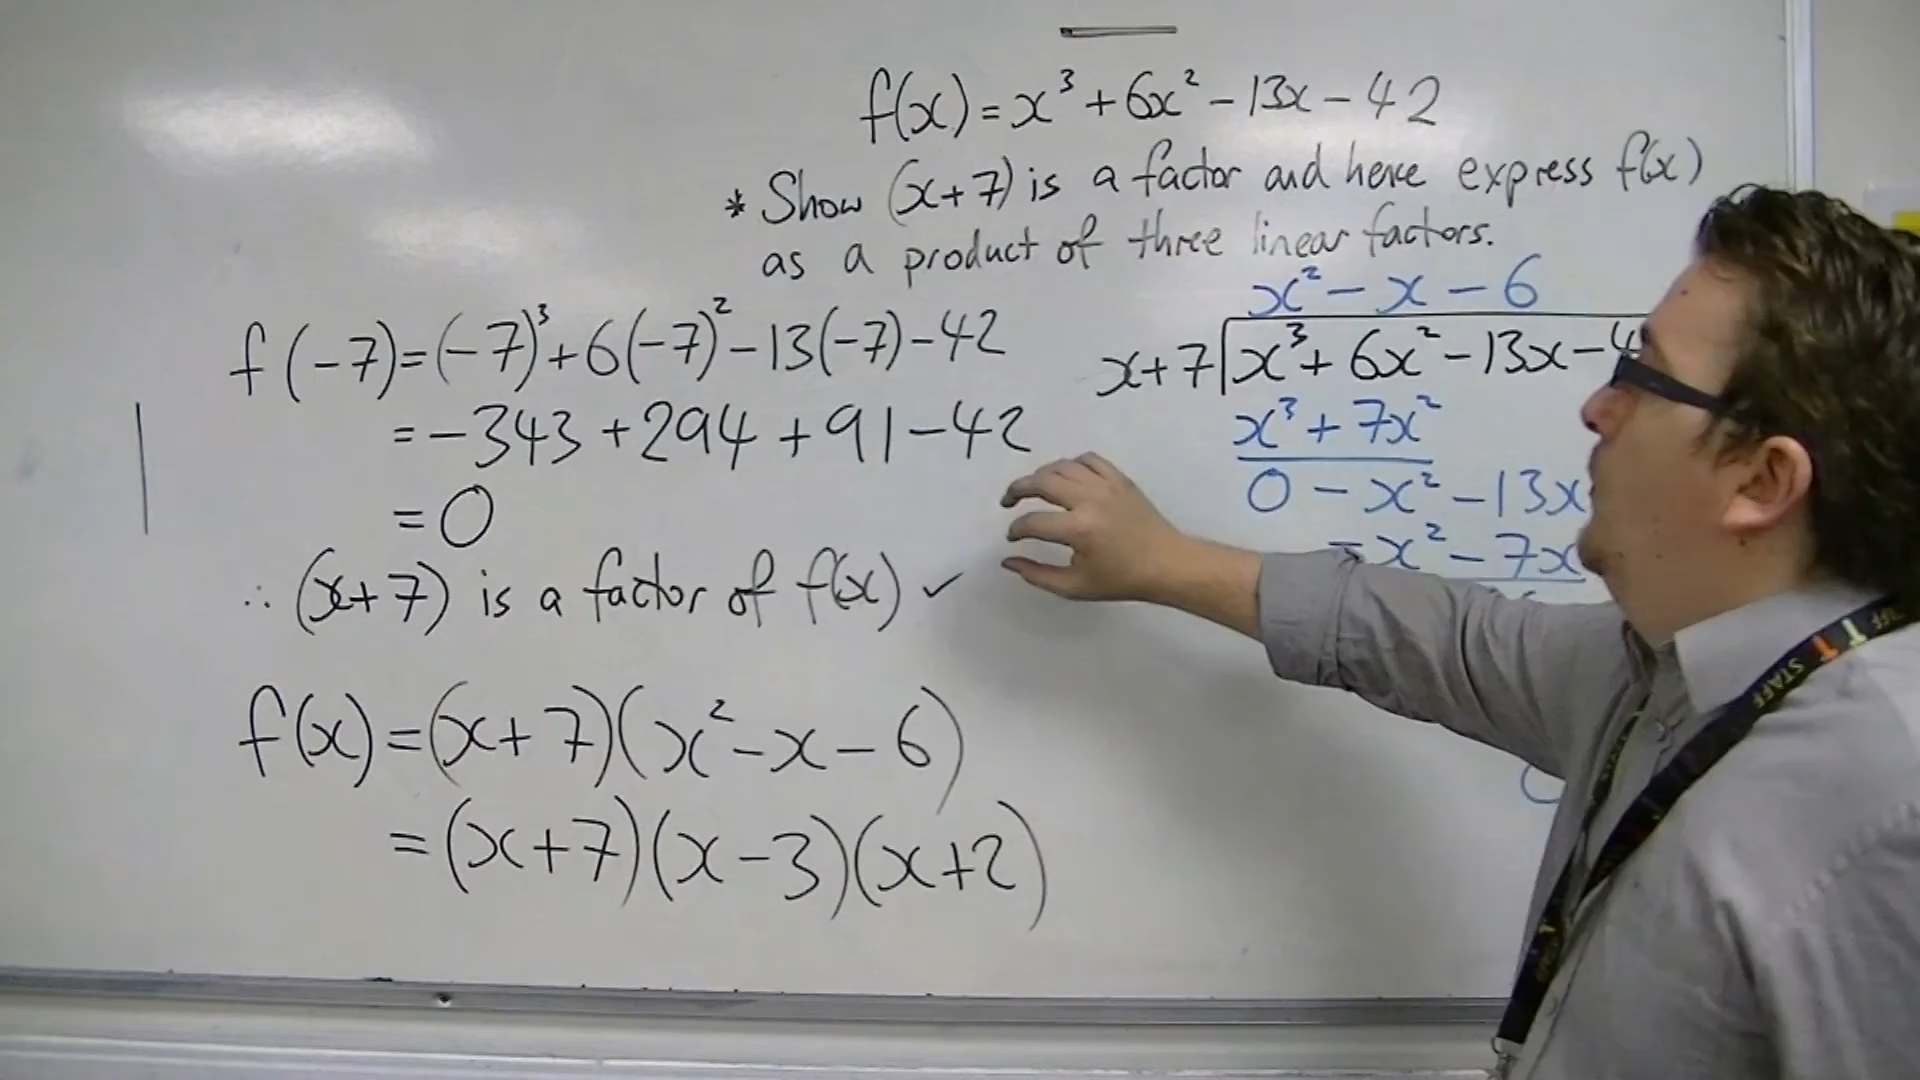 f(x) = x³ + 6x² - 13x - 42
* Show (x+7) is a factor and hence express f(x)
as a product of three linear factors.
f(-7) = (-7)³ + 6(-7)² - 13(-7) - 42
= -343 + 294 + 91 - 42
= 0
∴ (x+7) is a factor of f(x) ✓
f(x) = (x+7)(x² - x - 6)
= (x+7)(x-3)(x+2)
x² - x - 6
x+7 x³ + 6x² - 13x - 4
x³ + 7x²
0 - x² - 13x
- x² - 7x
STAFF